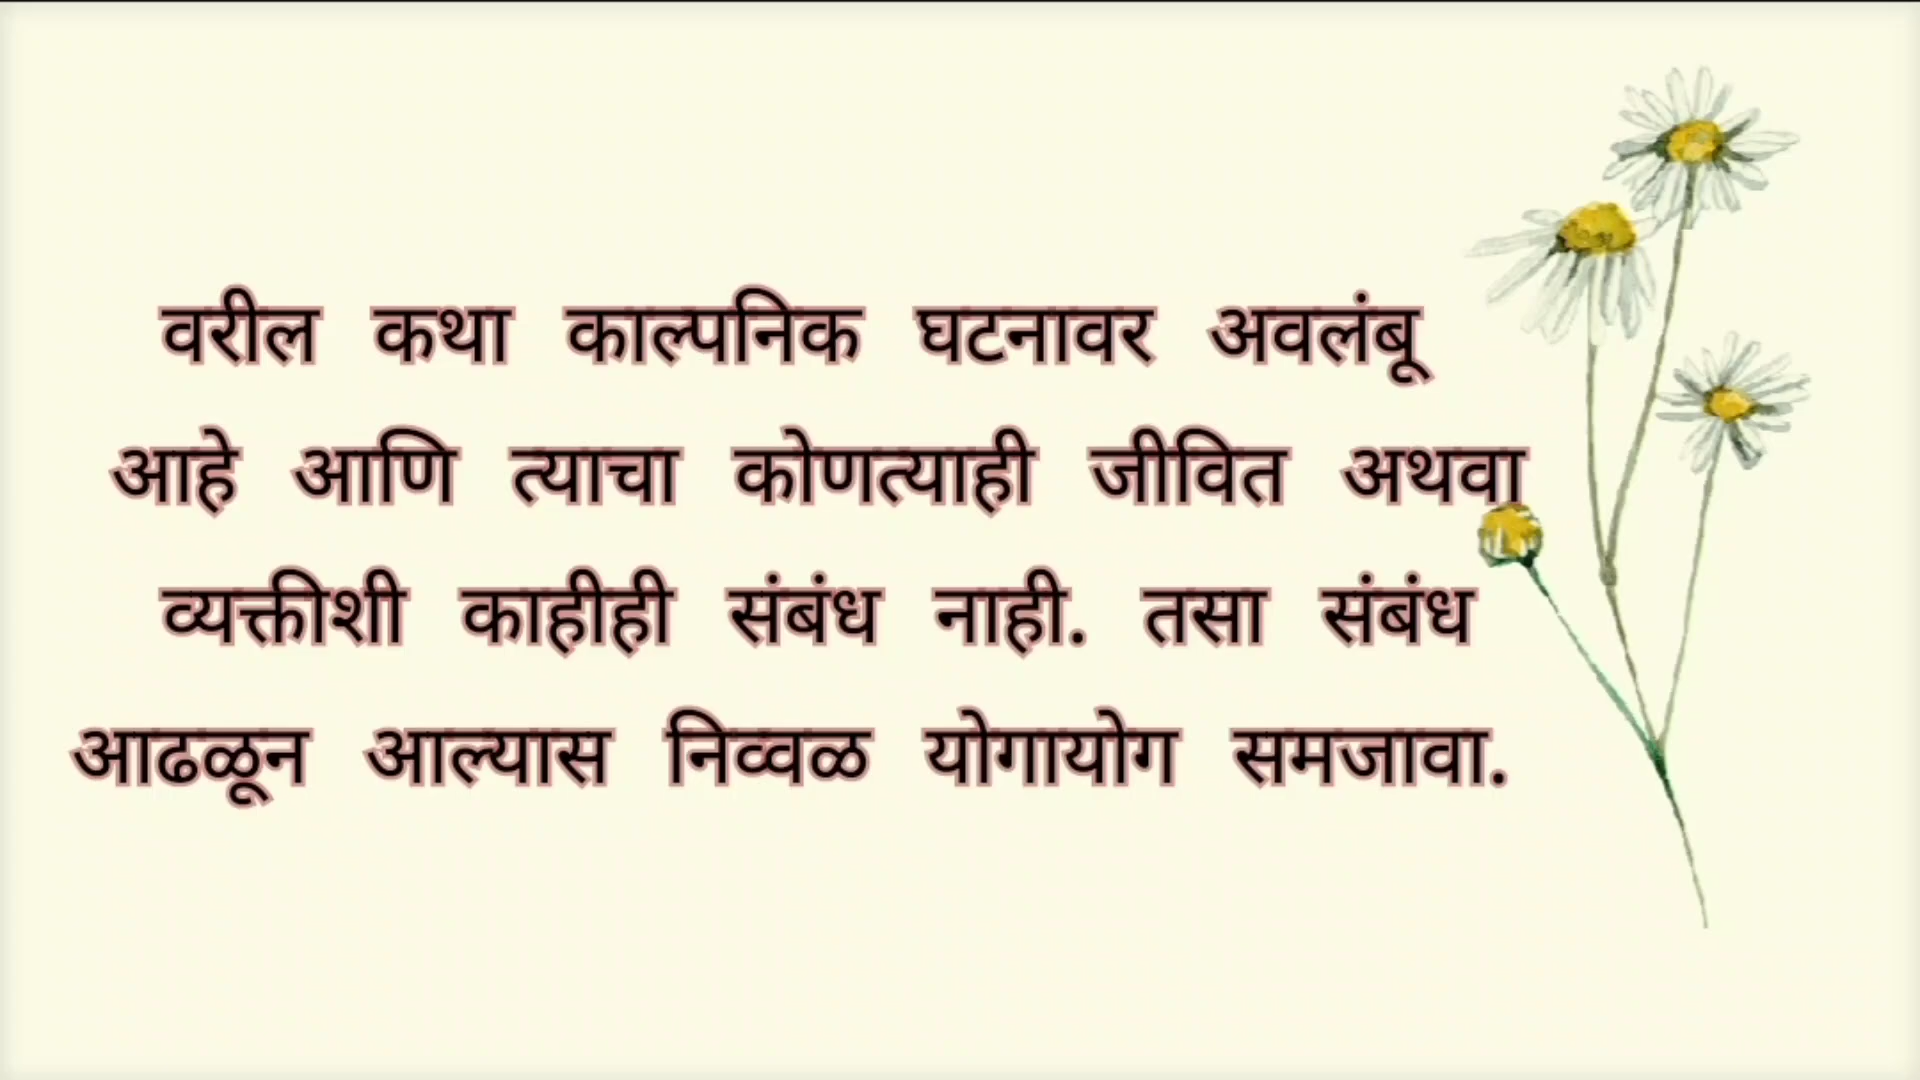 वरील कथा काल्पनिक घटनावर अवलंबू
आहे आणि त्याचा कोणत्याही जीवित अथवा
व्यक्तीशी काहीही संबंध नाही. तसा संबंध
आढळून आल्यास निव्वळ योगायोग समजावा.